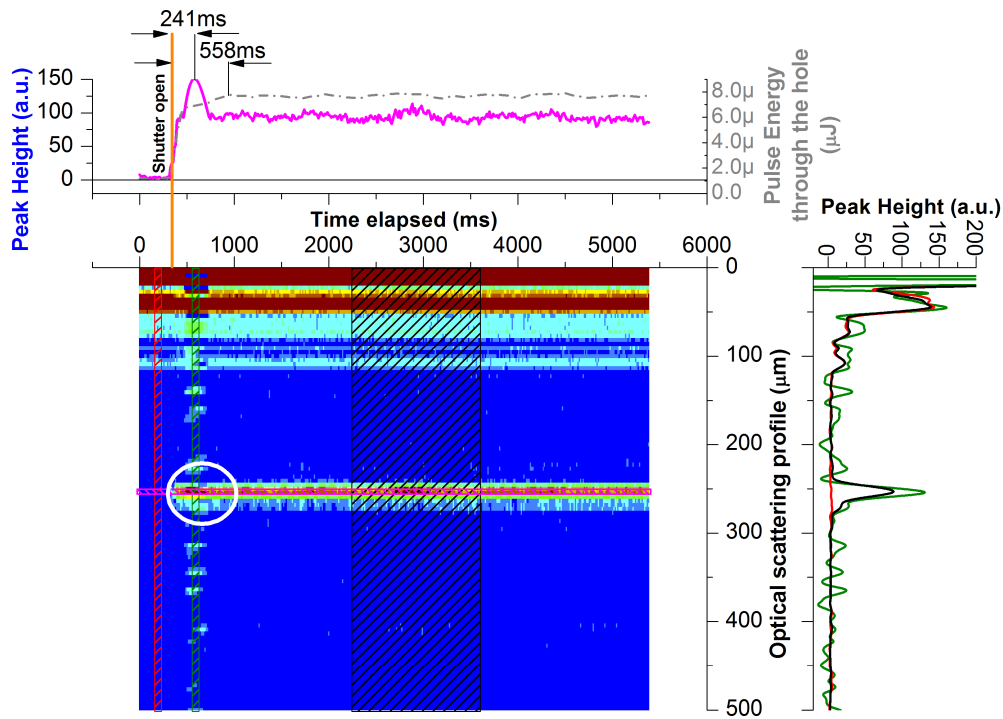 241ms
558ms
Peak Height (a.u.)
150
100
50
0
Shutter open
8.0µ
6.0µ
4.0µ
2.0µ
0.0
Pulse Energy
through the hole
(µJ)
Time elapsed (ms)
0 1000 2000 3000 4000 5000 6000
0
100
200
300
400
500
Optical scattering profile (µm)
Peak Height (a.u.)
0 50 100 150 200